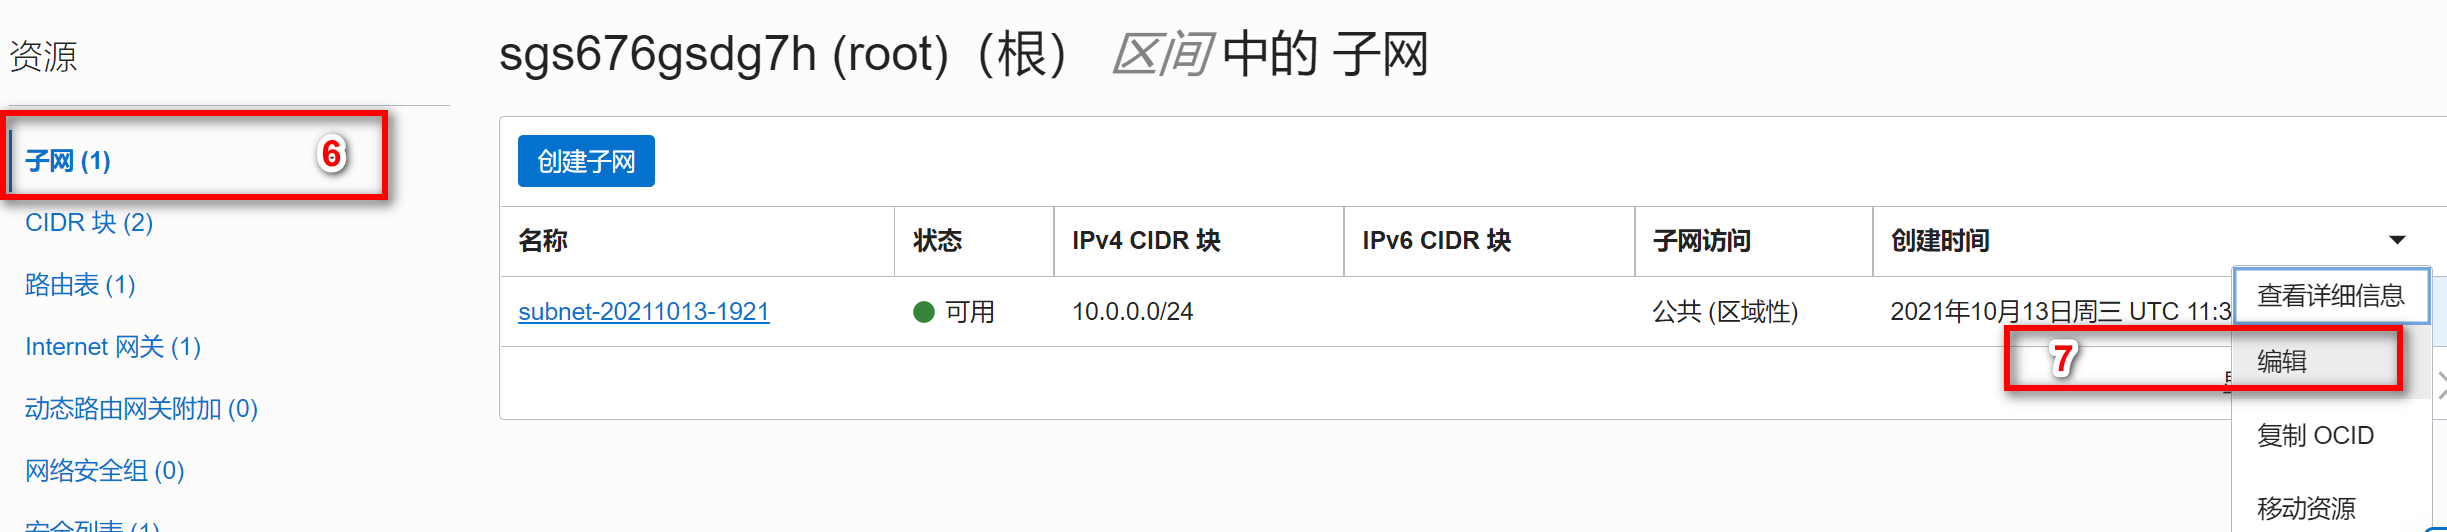 资源
子网 (1)
6
CIDR 块 (2)
路由表 (1)
Internet 网关 (1)
动态路由网关附加 (0)
网络安全组 (0)
安全列表 (1)
sgs676gsdg7h (root)（根） 区间 中的 子网
创建子网
名称 状态 IPv4 CIDR 块 IPv6 CIDR 块 子网访问 创建时间
subnet-20211013-1921 可用 10.0.0.0/24 公共 (区域性) 2021年10月13日周三 UTC 11:3
查看详细信息
7 编辑
复制 OCID
移动资源